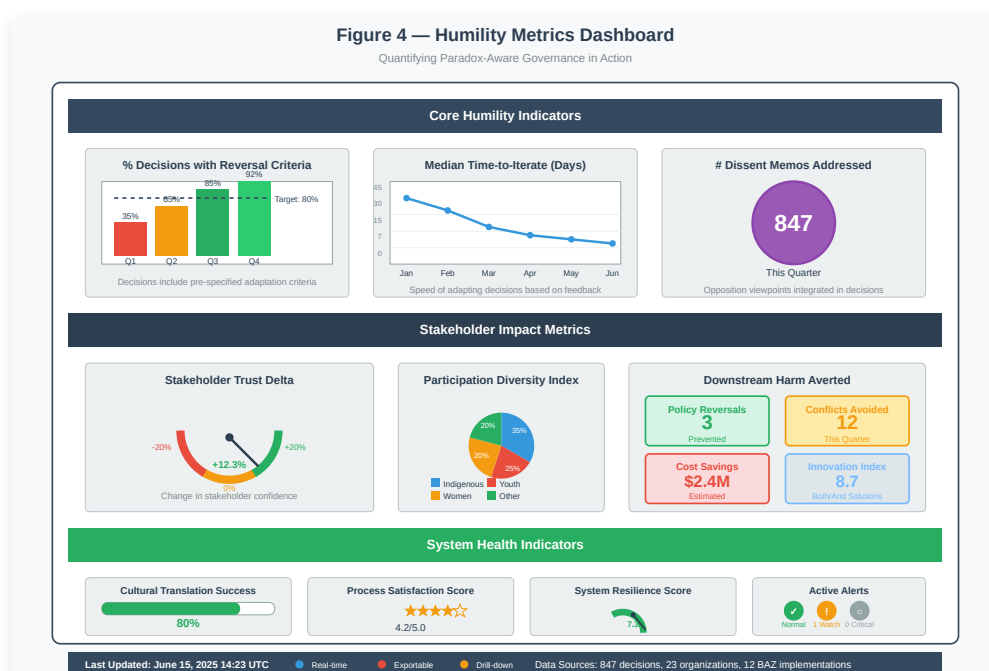 Figure 4 — Humility Metrics Dashboard
Quantifying Paradox-Aware Governance in Action
Core Humility Indicators
% Decisions with Reversal Criteria
92%
85%
65%
Target: 80%
35%
Q1 Q2 Q3 Q4
Decisions include pre-specified adaptation criteria
Median Time-to-Iterate (Days)
45
30
15
7
0
Jan Feb Mar Apr May Jun
Speed of adapting decisions based on feedback
# Dissent Memos Addressed
847
This Quarter
Opposition viewpoints integrated in decisions
Stakeholder Impact Metrics
Stakeholder Trust Delta
-20% +20%
+12.3%
0%
Change in stakeholder confidence
Participation Diversity Index
20% 35%
20%
25%
Indigenous Youth
Women Other
Downstream Harm Averted
Policy Reversals
3
Prevented
Conflicts Avoided
12
This Quarter
Cost Savings
$2.4M
Estimated
Innovation Index
8.7
Both/And Solutions
System Health Indicators
Cultural Translation Success
80%
Process Satisfaction Score
4.2/5.0
System Resilience Score
7.3
Active Alerts
✓ ! ○
Normal 1 Watch 0 Critical
Last Updated: June 15, 2025 14:23 UTC Real-time Exportable Drill-down Data Sources: 847 decisions, 23 organizations, 12 BAZ implementations